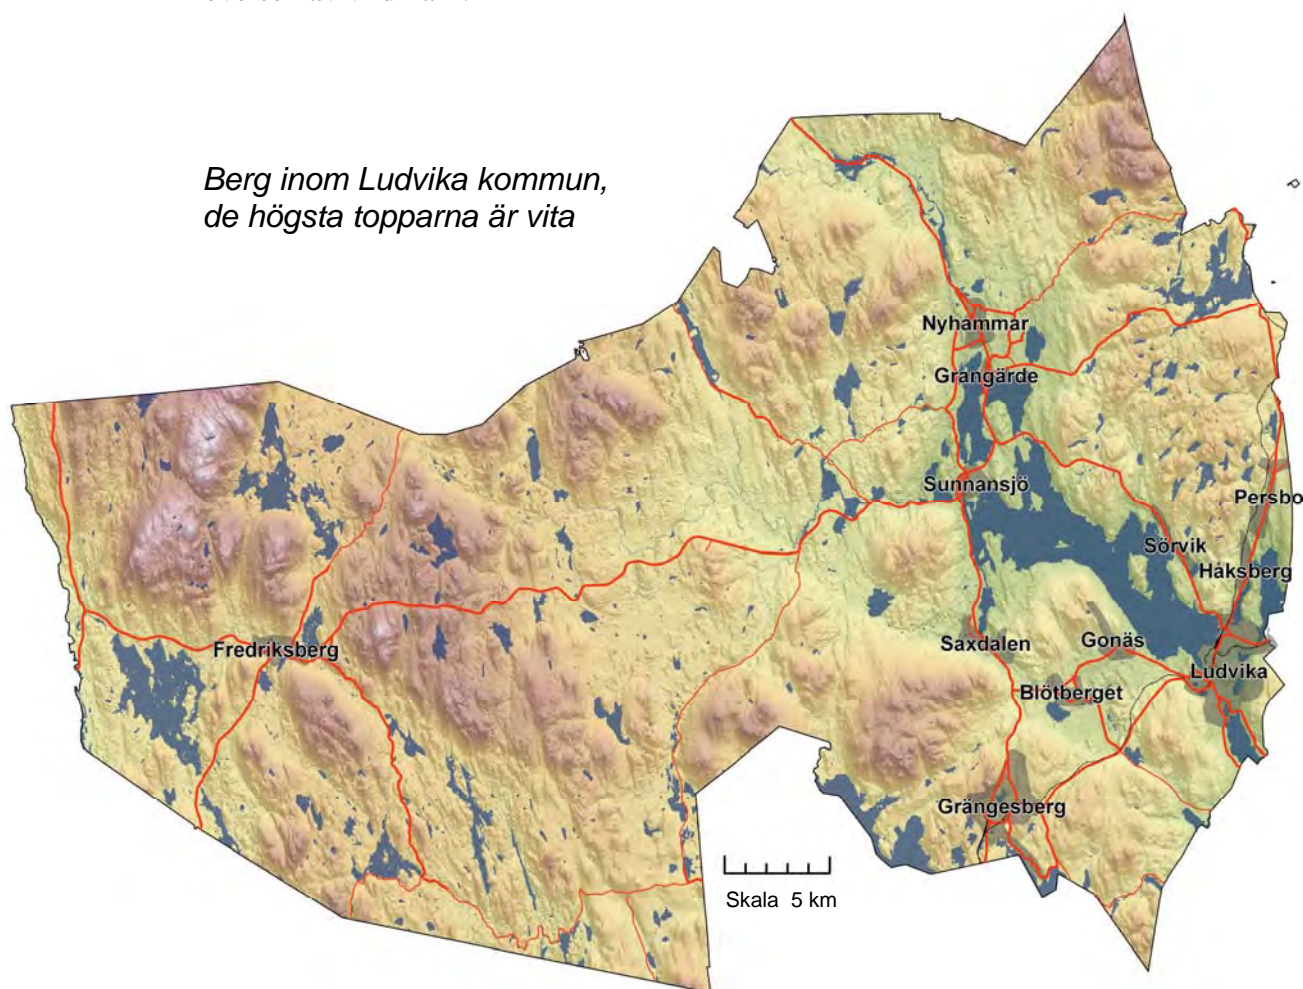 Berg inom Ludvika kommun,
de högsta topparna är vita
Nyhammar
Grangärde
Sunnansjö
Persbo
Sörvik
Håksberg
Fredriksberg
Saxdalen
Gonäs
Ludvika
Blötberget
Grängesberg
Skala 5 km